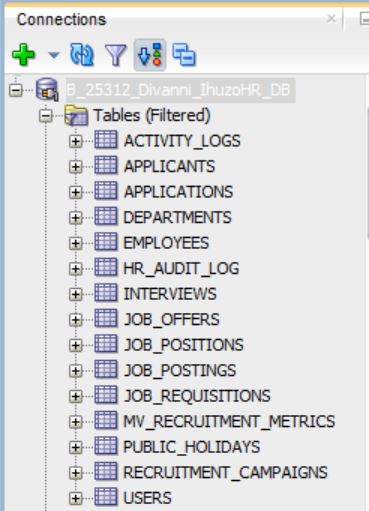 Connections
B_25312_Divanni_IhuzoHR_DB
Tables (Filtered)
ACTIVITY_LOGS
APPLICANTS
APPLICATIONS
DEPARTMENTS
EMPLOYEES
HR_AUDIT_LOG
INTERVIEWS
JOB_OFFERS
JOB_POSITIONS
JOB_POSTINGS
JOB_REQUISITIONS
MV_RECRUITMENT_METRICS
PUBLIC_HOLIDAYS
RECRUITMENT_CAMPAIGNS
USERS